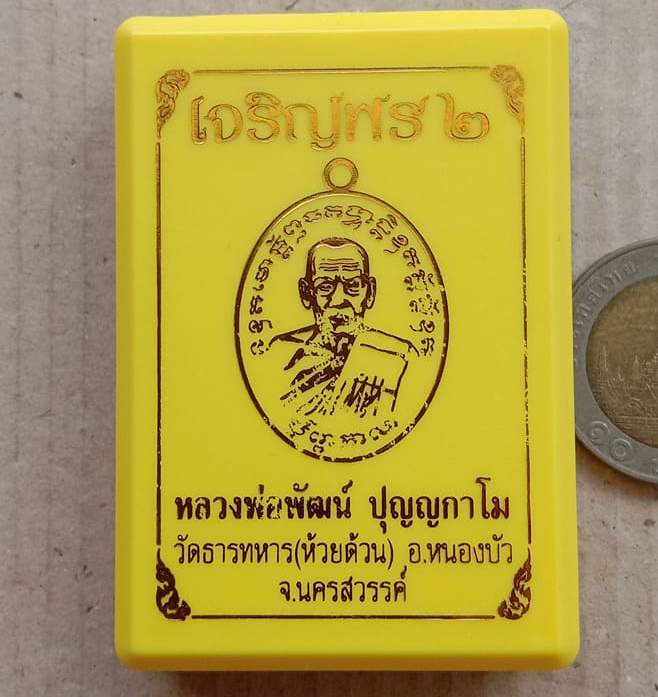 เจริญพร ๒
หลวงพ่อพัฒน์ ปุญญกาโม
วัดธารทหาร(ห้วยด้วน) อ.หนองบัว
จ.นครสวรรค์
๑๐